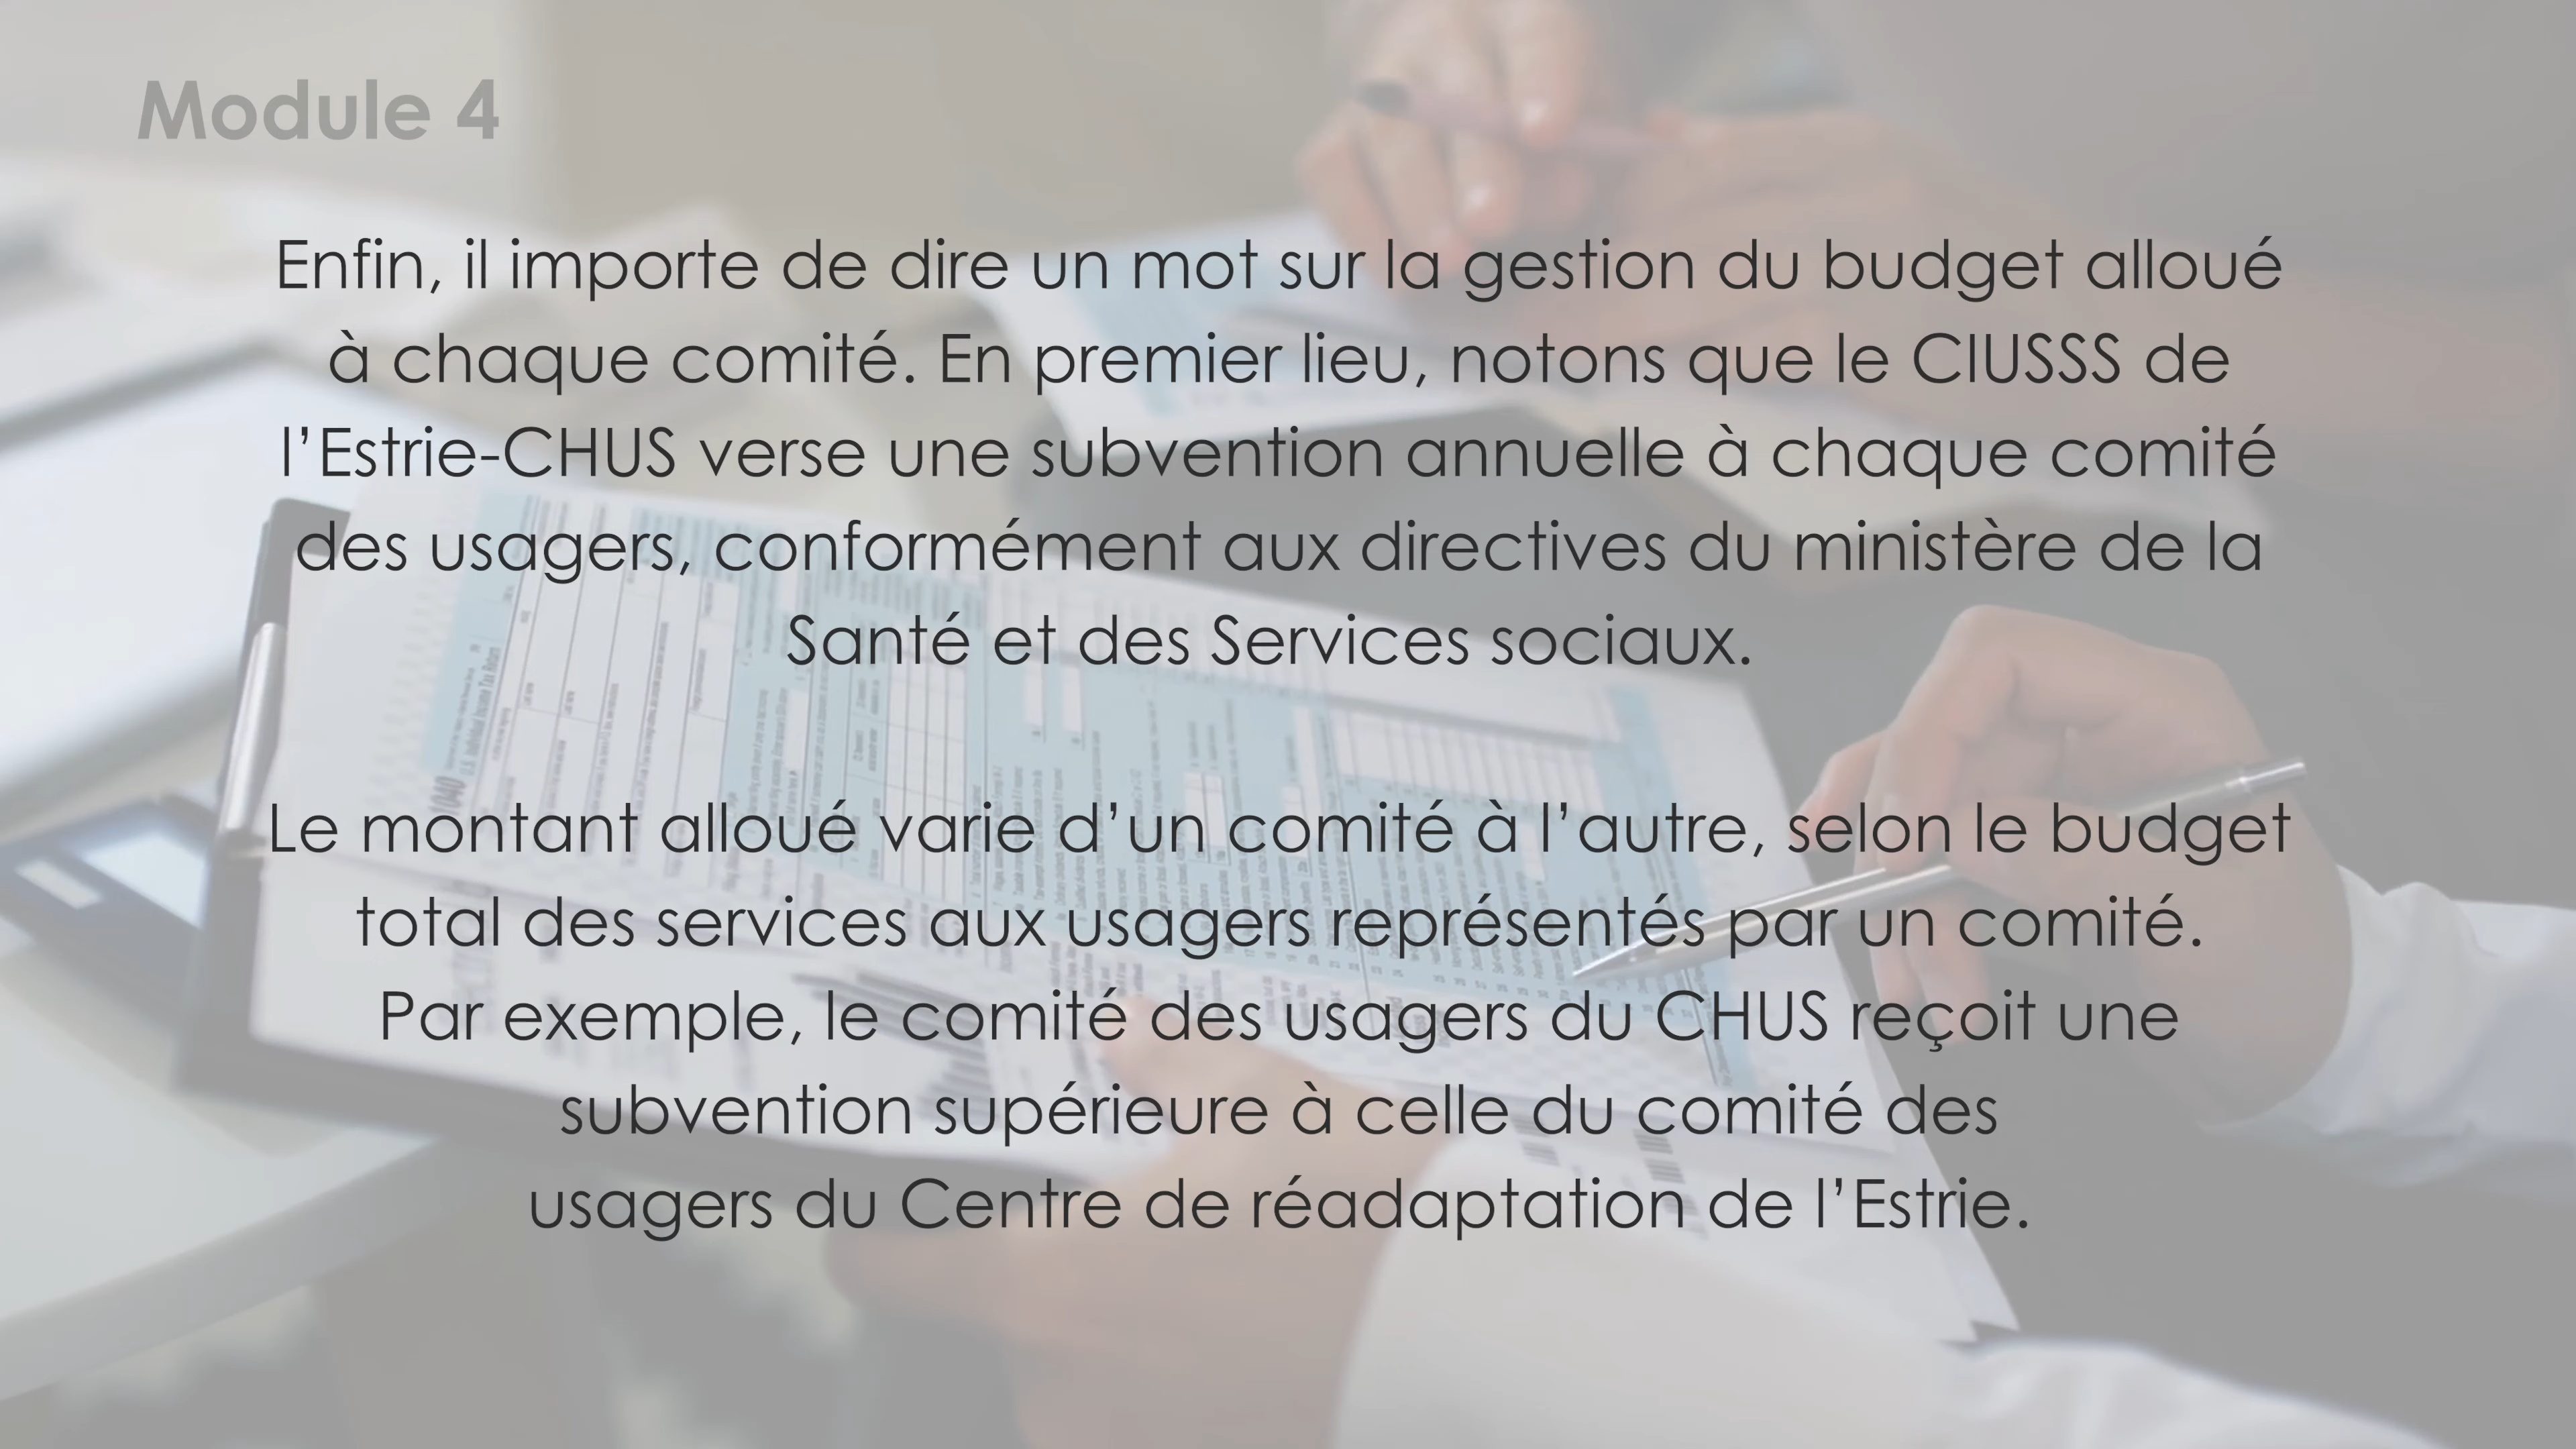 Module 4
Enfin, il importe de dire un mot sur la gestion du budget alloué
à chaque comité. En premier lieu, notons que le CIUSSS de
l’Estrie-CHUS verse une subvention annuelle à chaque comité
des usagers, conformément aux directives du ministère de la
Santé et des Services sociaux.
Le montant alloué varie d’un comité à l’autre, selon le budget
total des services aux usagers représentés par un comité.
Par exemple, le comité des usagers du CHUS reçoit une
subvention supérieure à celle du comité des
usagers du Centre de réadaptation de l’Estrie.